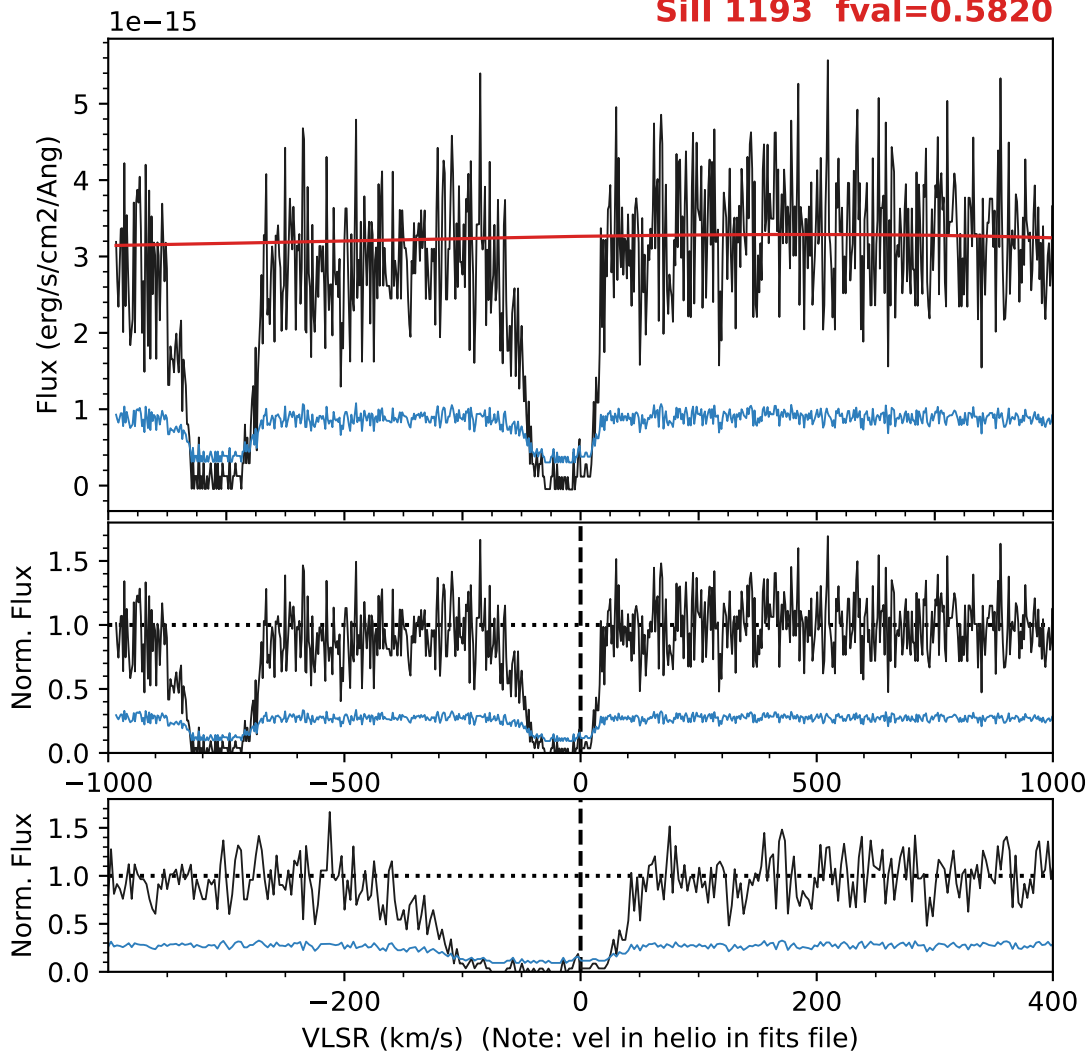 1e−15
SiII 1193 fval=0.5820
5
4
3
2
1
0
Flux (erg/s/cm2/Ang)
1.5
1.0
0.5
0.0
Norm. Flux
−1000 −500 0 500 1000
1.5
1.0
0.5
0.0
Norm. Flux
−200 0 200 400
VLSR (km/s) (Note: vel in helio in fits file)